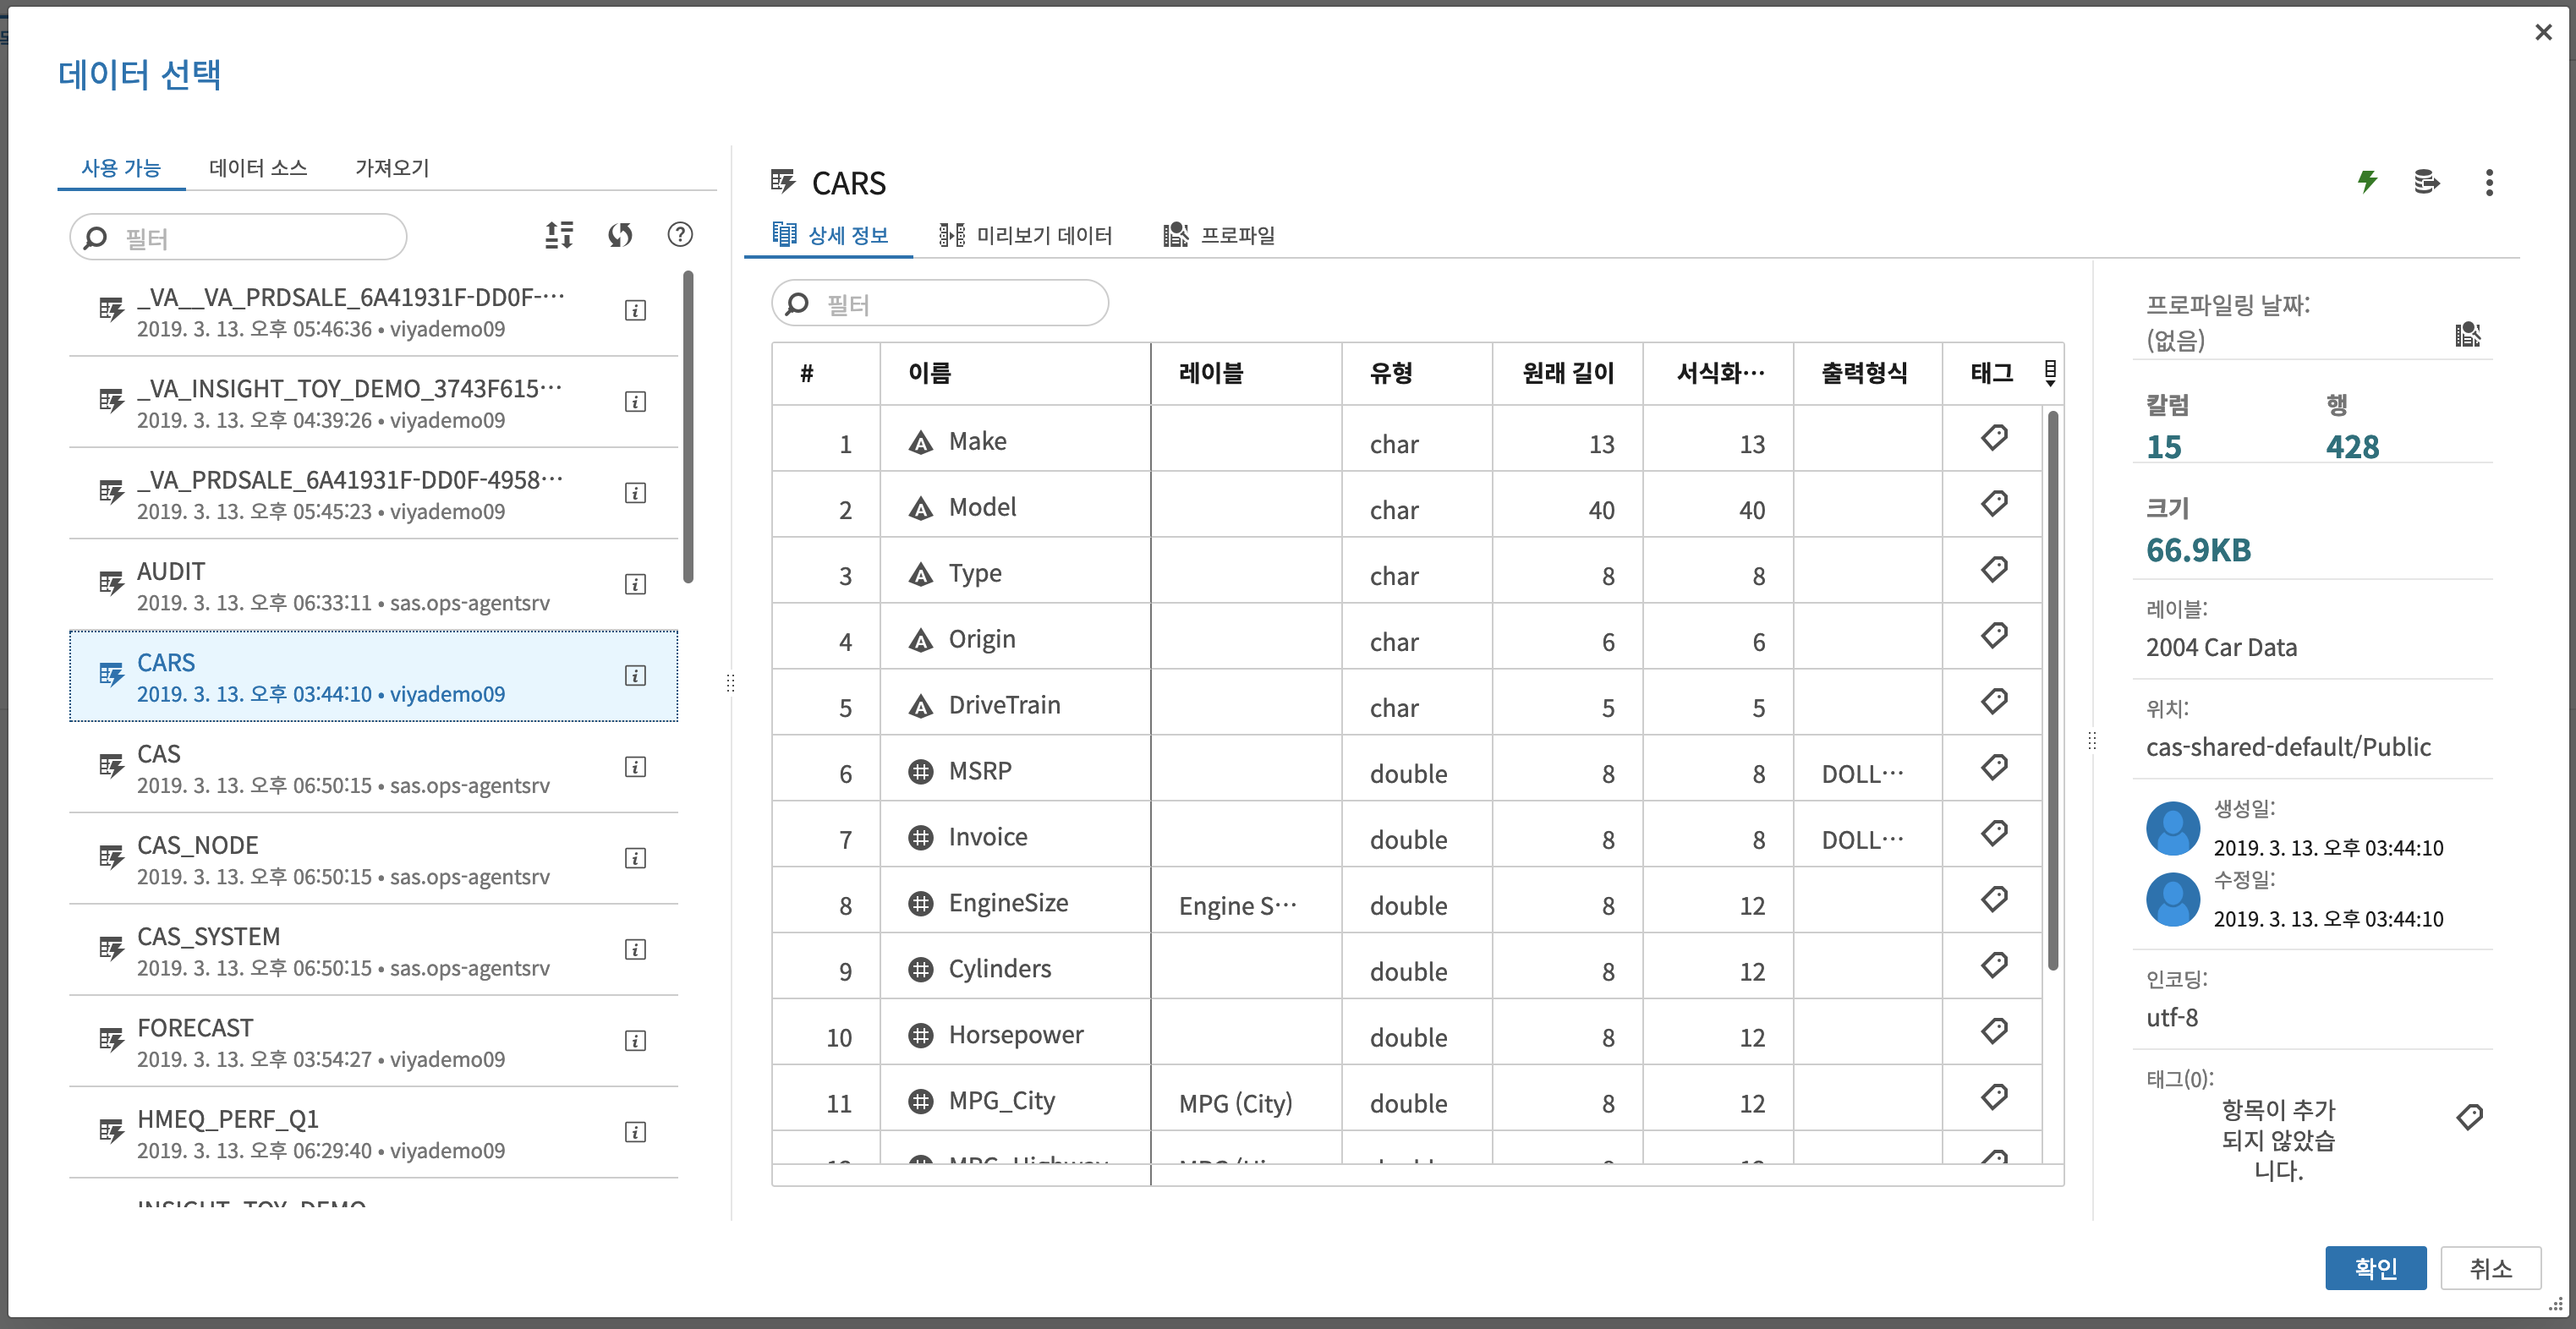 데이터 선택
사용 가능 데이터 소스 가져오기
필터
_VA__VA_PRDSALE_6A41931F-DD0F-···
2019. 3. 13. 오후 05:46:36 • viyademo09
_VA_INSIGHT_TOY_DEMO_3743F615···
2019. 3. 13. 오후 04:39:26 • viyademo09
_VA_PRDSALE_6A41931F-DD0F-4958···
2019. 3. 13. 오후 05:45:23 • viyademo09
AUDIT
2019. 3. 13. 오후 06:33:11 • sas.ops-agentsrv
CARS
2019. 3. 13. 오후 03:44:10 • viyademo09
CAS
2019. 3. 13. 오후 06:50:15 • sas.ops-agentsrv
CAS_NODE
2019. 3. 13. 오후 06:50:15 • sas.ops-agentsrv
CAS_SYSTEM
2019. 3. 13. 오후 06:50:15 • sas.ops-agentsrv
FORECAST
2019. 3. 13. 오후 03:54:27 • viyademo09
HMEQ_PERF_Q1
2019. 3. 13. 오후 06:29:40 • viyademo09
INSIGHT_TOY_DEMO
CARS
상세 정보 미리보기 데이터 프로파일
필터
# 이름 레이블 유형 원래 길이 서식화··· 출력형식 태그
1 Make char 13 13
2 Model char 40 40
3 Type char 8 8
4 Origin char 6 6
5 DriveTrain char 5 5
6 MSRP double 8 8 DOLL···
7 Invoice double 8 8 DOLL···
8 EngineSize Engine S··· double 8 12
9 Cylinders double 8 12
10 Horsepower double 8 12
11 MPG_City MPG (City) double 8 12
프로파일링 날짜:
(없음)
칼럼 행
15 428
크기
66.9KB
레이블:
2004 Car Data
위치:
cas-shared-default/Public
생성일:
2019. 3. 13. 오후 03:44:10
수정일:
2019. 3. 13. 오후 03:44:10
인코딩:
utf-8
태그(0):
항목이 추가
되지 않았습
니다.
확인 취소